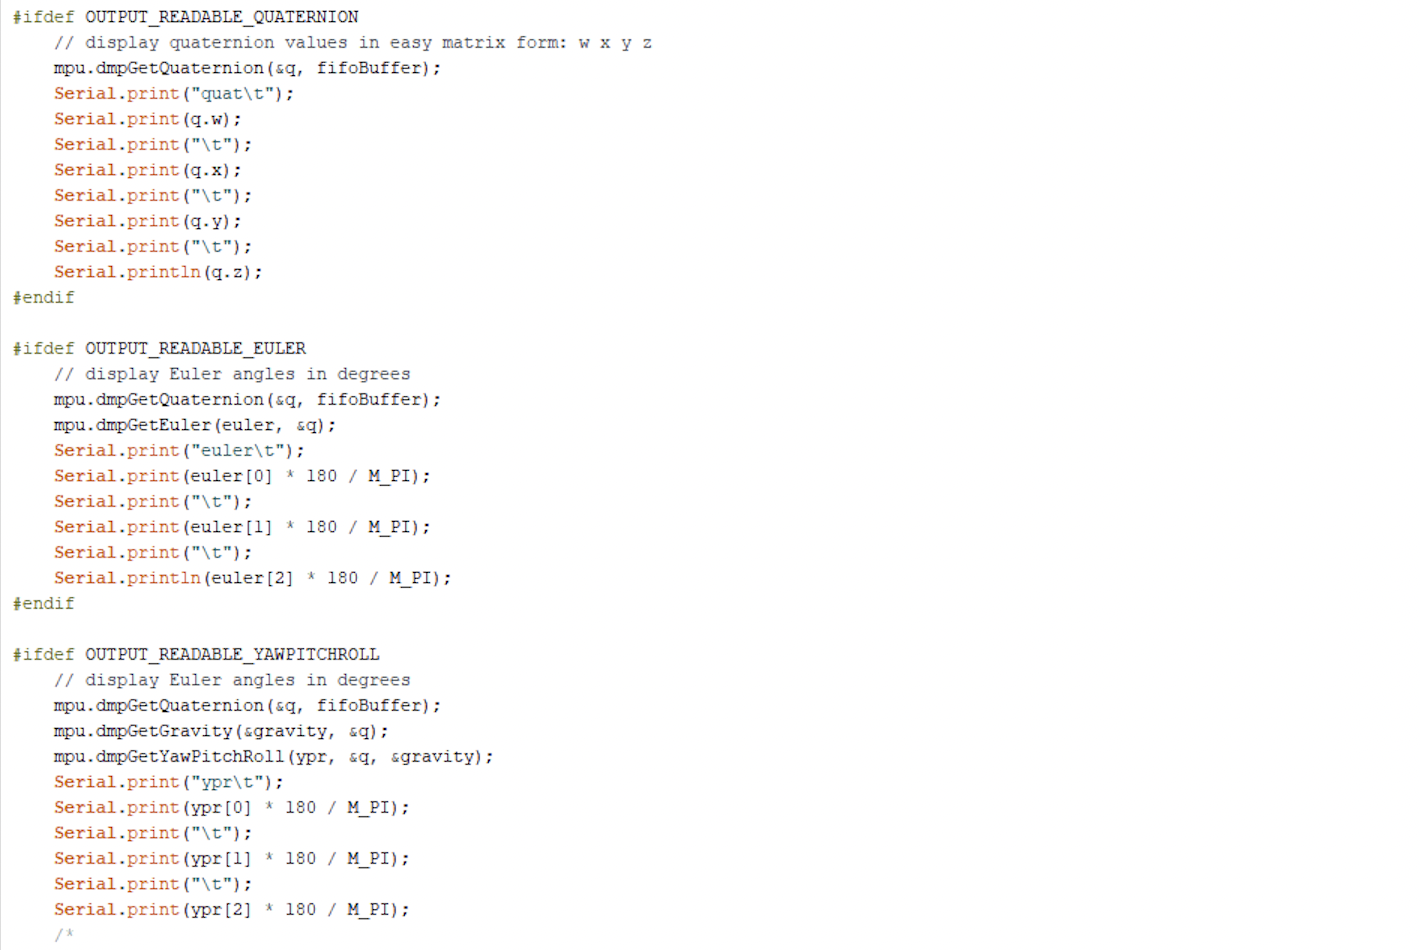 #ifdef OUTPUT_READABLE_QUATERNION
// display quaternion values in easy matrix form: w x y z
mpu.dmpGetQuaternion(&q, fifoBuffer);
Serial.print("quat\t");
Serial.print(q.w);
Serial.print("\t");
Serial.print(q.x);
Serial.print("\t");
Serial.print(q.y);
Serial.print("\t");
Serial.println(q.z);
#endif
#ifdef OUTPUT_READABLE_EULER
// display Euler angles in degrees
mpu.dmpGetQuaternion(&q, fifoBuffer);
mpu.dmpGetEuler(euler, &q);
Serial.print("euler\t");
Serial.print(euler[0] * 180 / M_PI);
Serial.print("\t");
Serial.print(euler[1] * 180 / M_PI);
Serial.print("\t");
Serial.println(euler[2] * 180 / M_PI);
#endif
#ifdef OUTPUT_READABLE_YAWPITCHROLL
// display Euler angles in degrees
mpu.dmpGetQuaternion(&q, fifoBuffer);
mpu.dmpGetGravity(&gravity, &q);
mpu.dmpGetYawPitchRoll(ypr, &q, &gravity);
Serial.print("ypr\t");
Serial.print(ypr[0] * 180 / M_PI);
Serial.print("\t");
Serial.print(ypr[1] * 180 / M_PI);
Serial.print("\t");
Serial.print(ypr[2] * 180 / M_PI);
/*